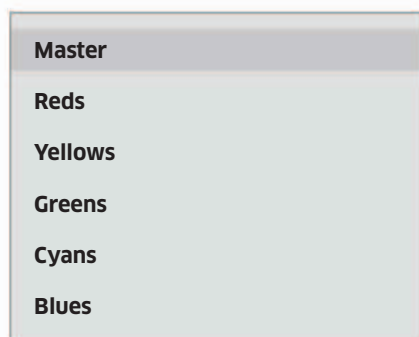 Master
Reds
Yellows
Greens
Cyans
Blues